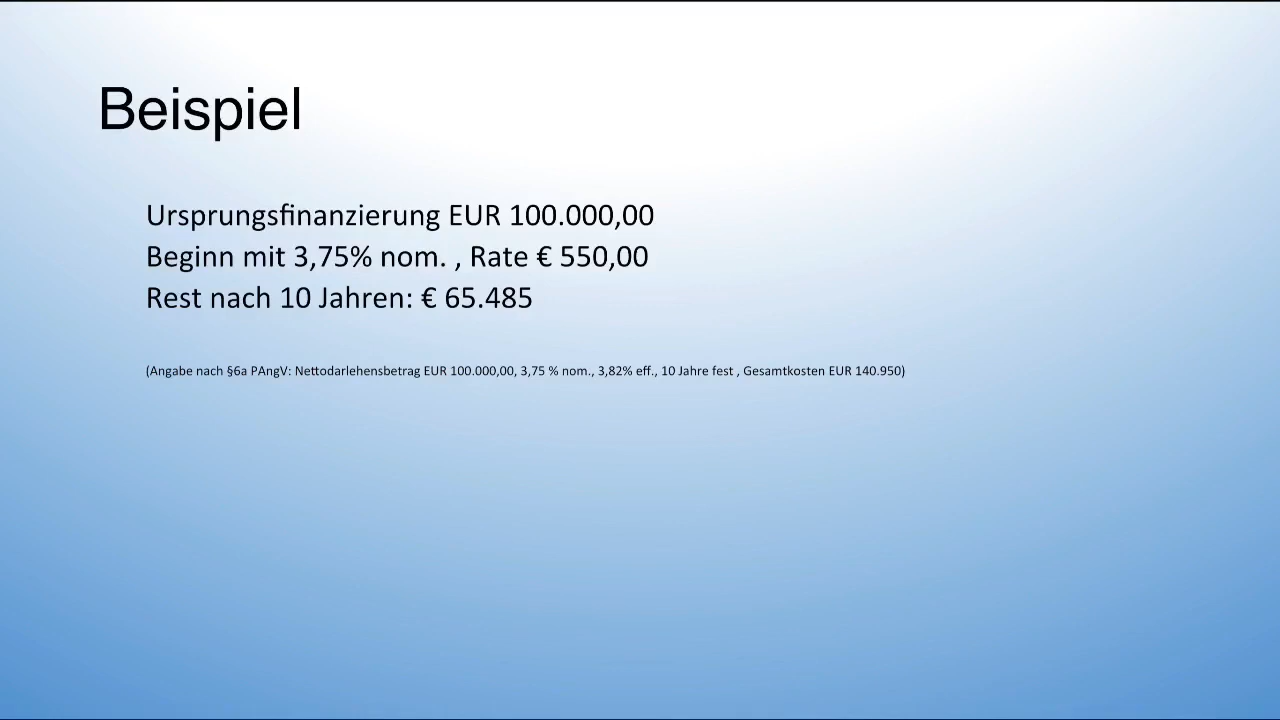 Beispiel
Ursprungsfinanzierung EUR 100.000,00
Beginn mit 3,75% nom. , Rate € 550,00
Rest nach 10 Jahren: € 65.485
(Angabe nach §6a PAngV: Nettodarlehensbetrag EUR 100.000,00, 3,75 % nom., 3,82% eff., 10 Jahre fest , Gesamtkosten EUR 140.950)